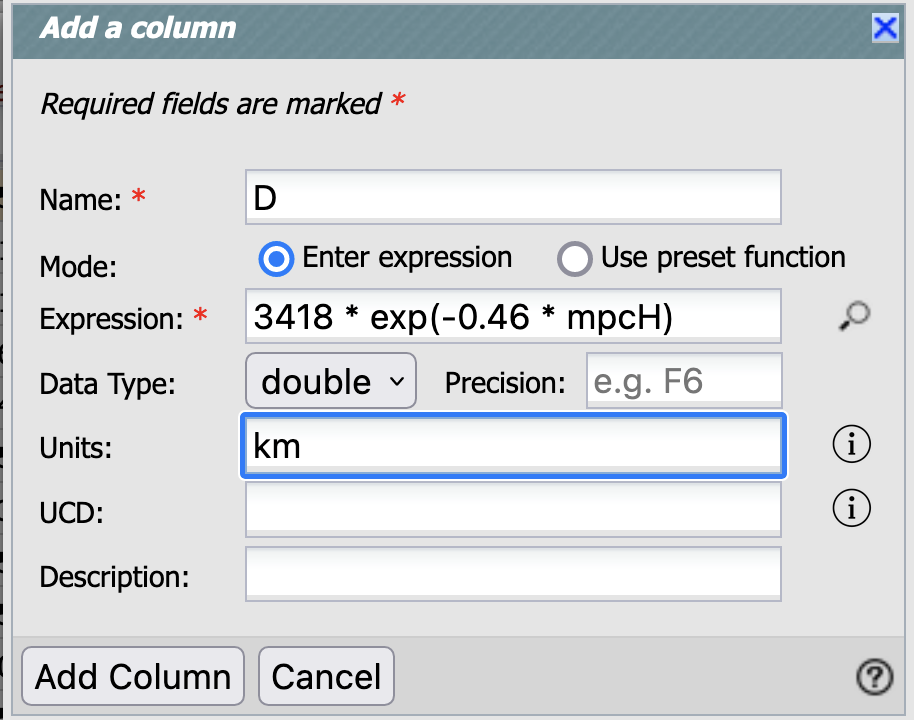 Add a column
Required fields are marked *
Name: * D
Mode: Enter expression Use preset function
Expression: * 3418 * exp(-0.46 * mpcH)
Data Type: double Precision: e.g. F6
Units: km
UCD:
Description:
Add Column Cancel